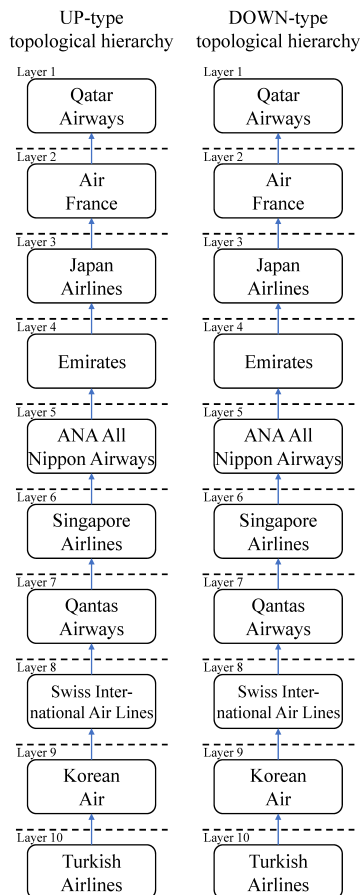 UP-type
topological hierarchy
Layer 1
Qatar
Airways
Layer 2
Air
France
Layer 3
Japan
Airlines
Layer 4
Emirates
Layer 5
ANA All
Nippon Airways
Layer 6
Singapore
Airlines
Layer 7
Qantas
Airways
Layer 8
Swiss Inter-
national Air Lines
Layer 9
Korean
Air
Layer 10
Turkish
Airlines
DOWN-type
topological hierarchy
Layer 1
Qatar
Airways
Layer 2
Air
France
Layer 3
Japan
Airlines
Layer 4
Emirates
Layer 5
ANA All
Nippon Airways
Layer 6
Singapore
Airlines
Layer 7
Qantas
Airways
Layer 8
Swiss Inter-
national Air Lines
Layer 9
Korean
Air
Layer 10
Turkish
Airlines